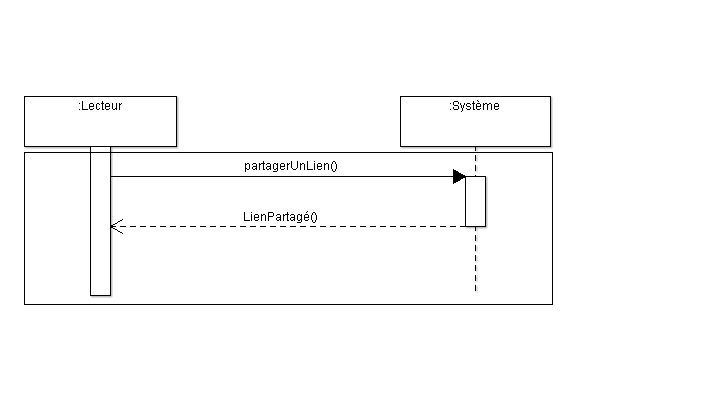 :Lecteur
:Système
partagerUnLien()
LienPartagé()